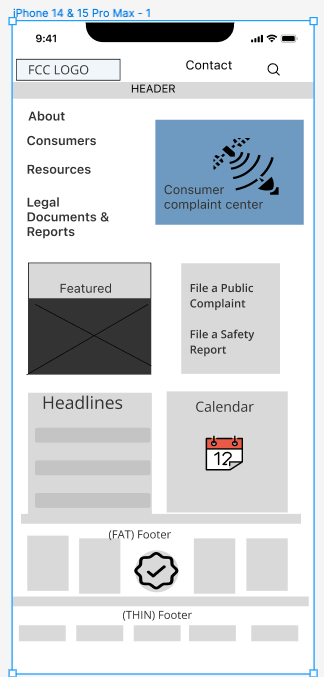 iPhone 14 & 15 Pro Max - 1
9:41
FCC LOGO
Contact
HEADER
About
Consumers
Resources
Legal
Documents &
Reports
Consumer
complaint center
Featured
File a Public
Complaint
File a Safety
Report
Headlines
Calendar
12
(FAT) Footer
(THIN) Footer